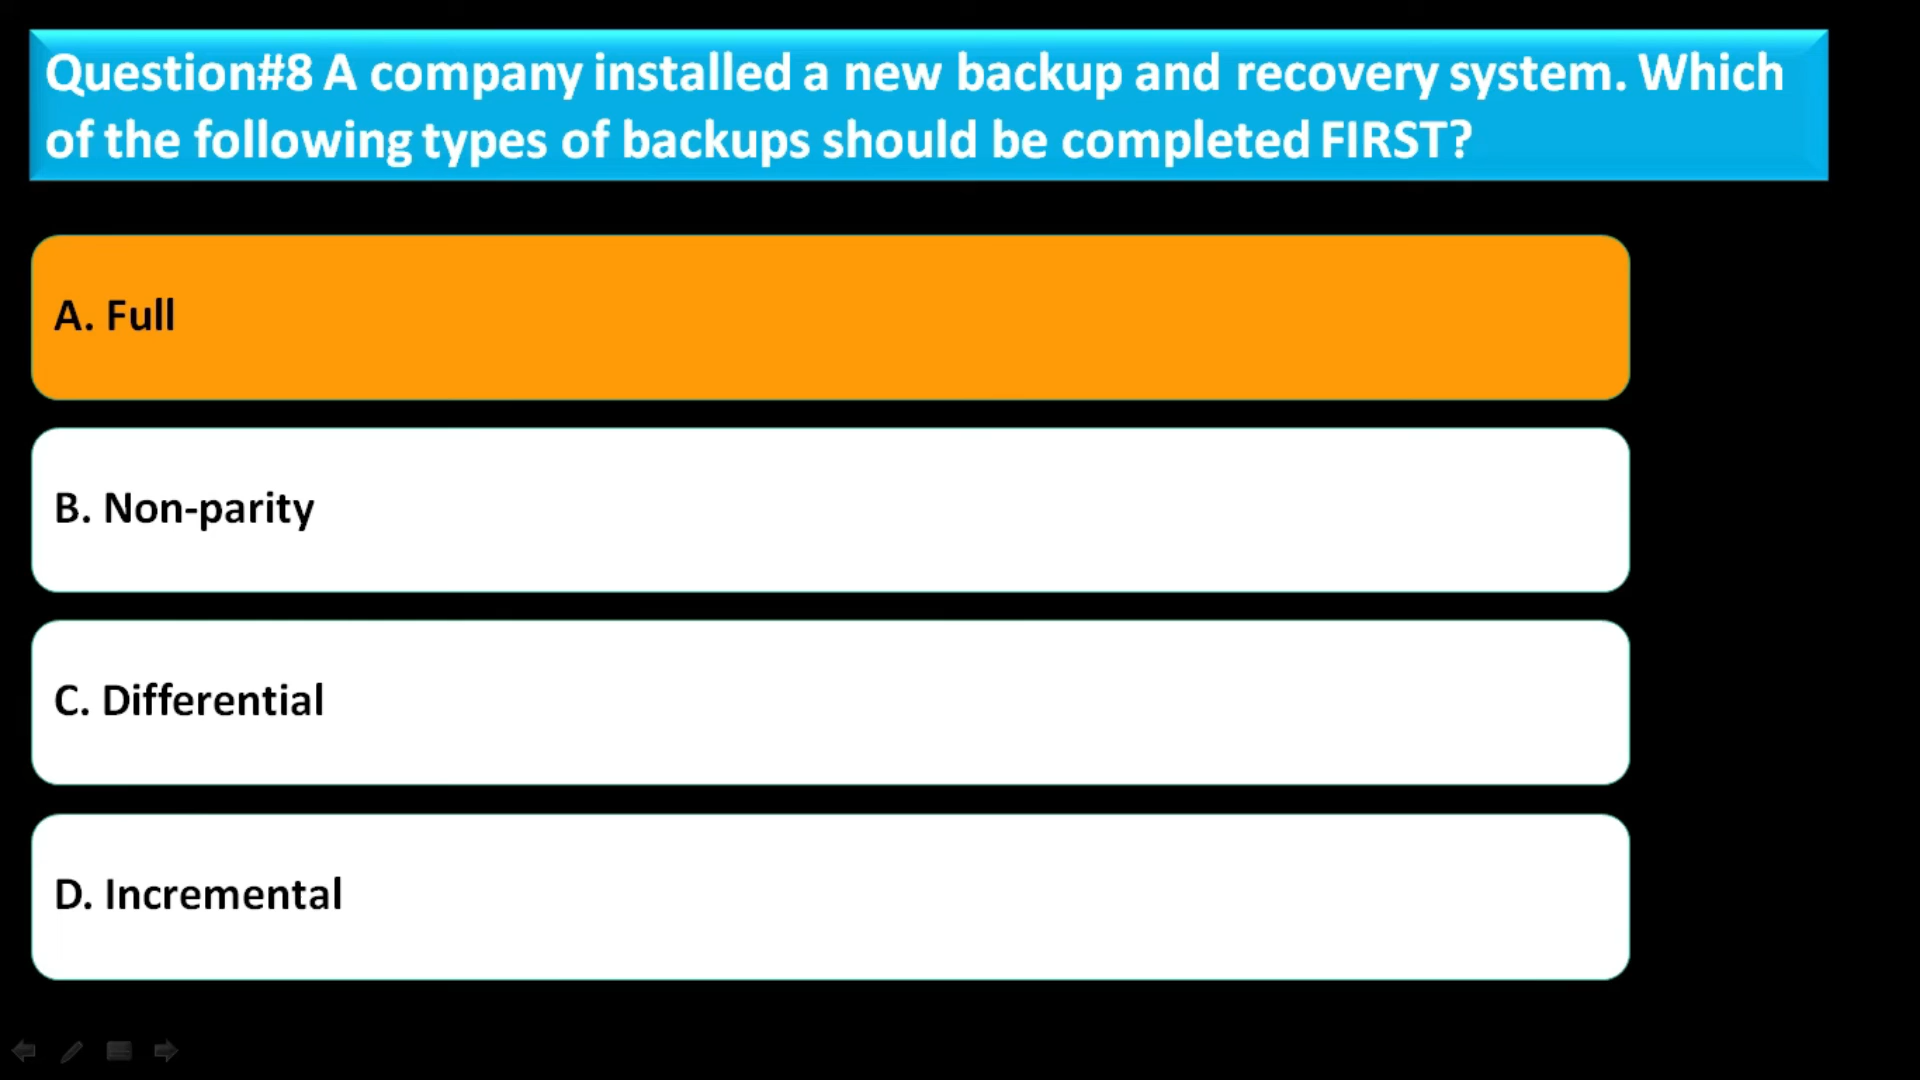 Question#8 A company installed a new backup and recovery system. Which
of the following types of backups should be completed FIRST?
A. Full
B. Non-parity
C. Differential
D. Incremental